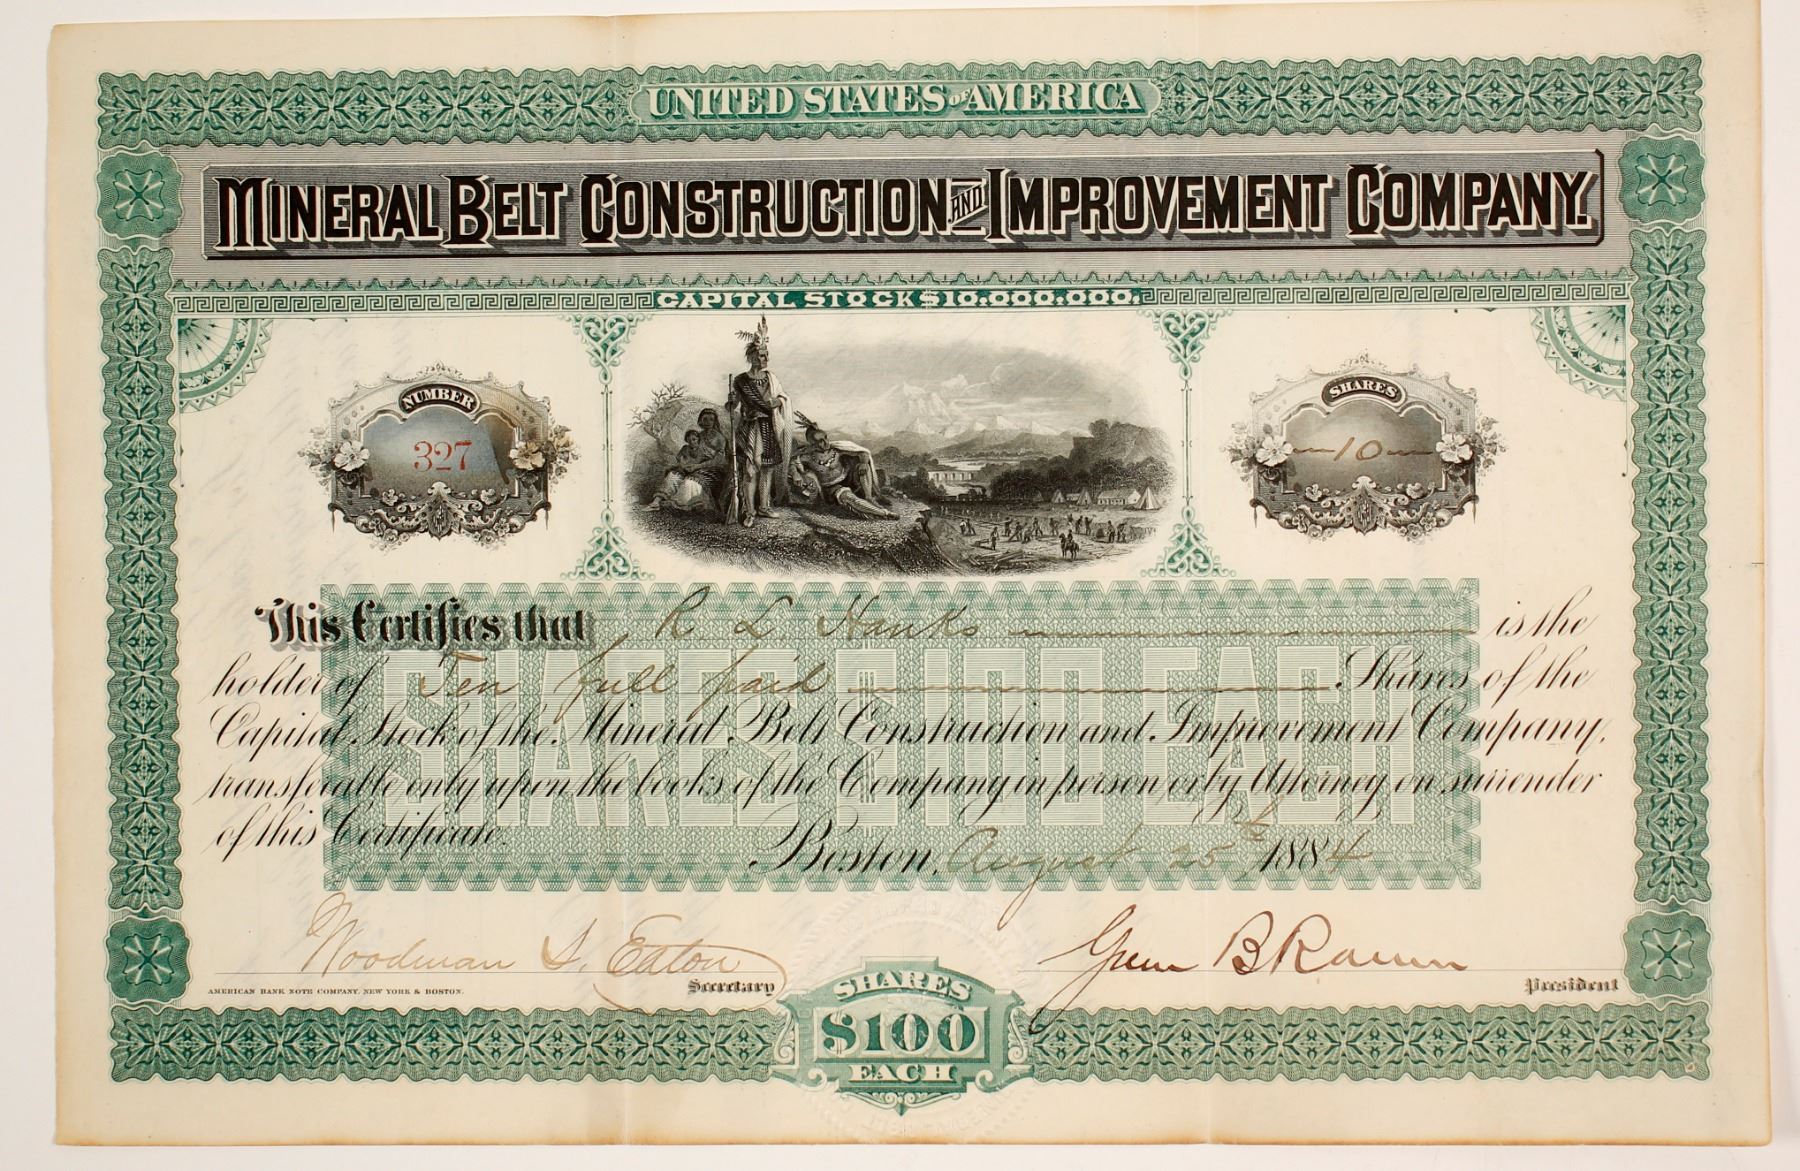 UNITED STATES OF AMERICA
MINERAL BELT CONSTRUCTION AND IMPROVEMENT COMPANY.
CAPITAL STOCK $10,000,000.
NUMBER
327
SHARES
10
This Certifies that R. L. Hanks is the
holder of Ten full paid Shares of the
Capital Stock of the Mineral Belt Construction and Improvement Company,
transferable only upon the books of the Company in person or by Attorney on surrender
of this Certificate.
Boston, August 25th 1884
SHARES $100 EACH
Woodman S. Eaton
Secretary
Green B Raum
President
AMERICAN BANK NOTE COMPANY, NEW YORK & BOSTON.
SHARES
$100
EACH